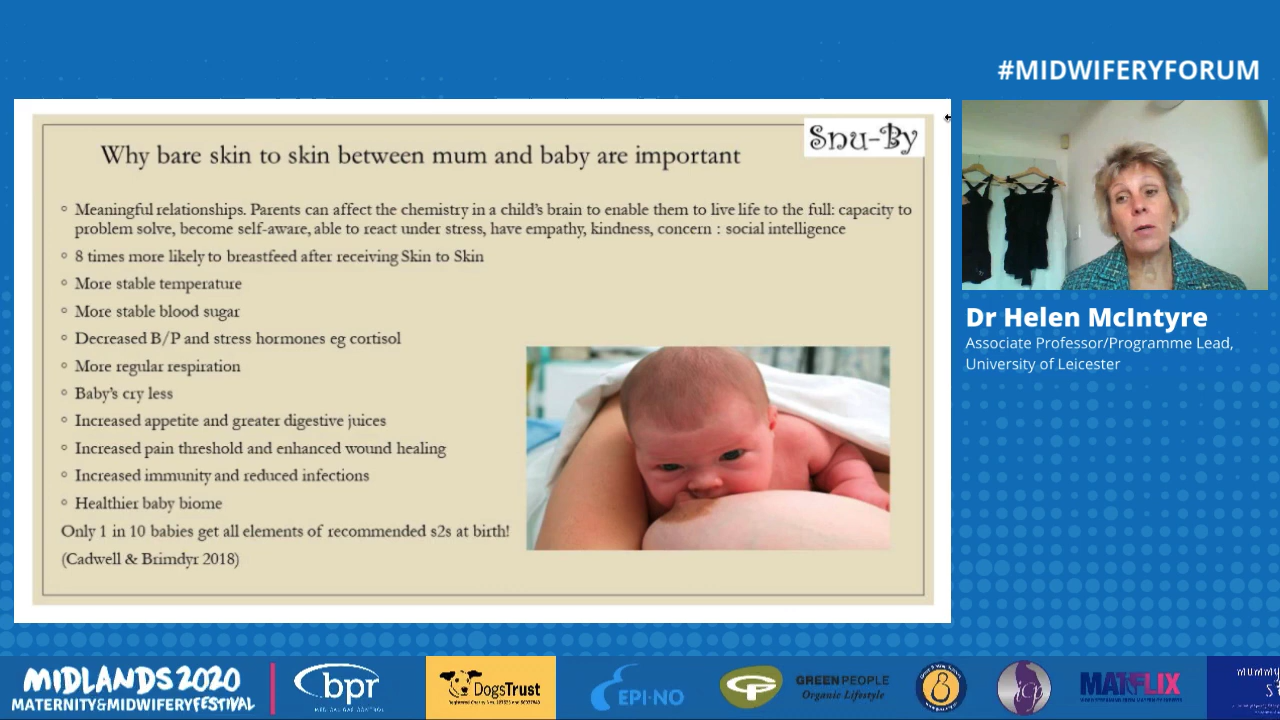 #MIDWIFERYFORUM
Snu-By
Why bare skin to skin between mum and baby are important
◦ Meaningful relationships. Parents can affect the chemistry in a child's brain to enable them to live life to the full: capacity to
problem solve, become self-aware, able to react under stress, have empathy, kindness, concern : social intelligence
◦ 8 times more likely to breastfeed after receiving Skin to Skin
◦ More stable temperature
◦ More stable blood sugar
◦ Decreased B/P and stress hormones eg cortisol
◦ More regular respiration
◦ Baby's cry less
◦ Increased appetite and greater digestive juices
◦ Increased pain threshold and enhanced wound healing
◦ Increased immunity and reduced infections
◦ Healthier baby biome
Only 1 in 10 babies get all elements of recommended s2s at birth!
(Cadwell & Brimdyr 2018)
Dr Helen McIntyre
Associate Professor/Programme Lead,
University of Leicester
MIDLANDS 2020
MATERNITY&MIDWIFERYFESTIVAL
bpr
MEDICAL GAS CONTROL
DogsTrust
EPI·NO
GREEN PEOPLE
Organic Lifestyle
icp
MATFLIX